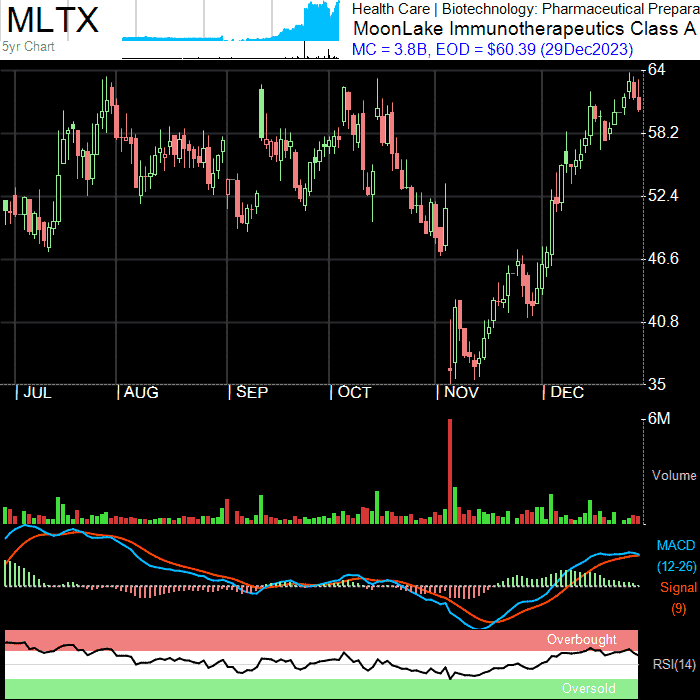 MLTX
5yr Chart
Health Care | Biotechnology: Pharmaceutical Prepara
MoonLake Immunotherapeutics Class A
MC = 3.8B, EOD = $60.39 (29Dec2023)
64
58.2
52.4
46.6
40.8
35
JUL AUG SEP OCT NOV DEC
6M
Volume
MACD
(12-26)
Signal
(9)
Overbought
RSI(14)
Oversold